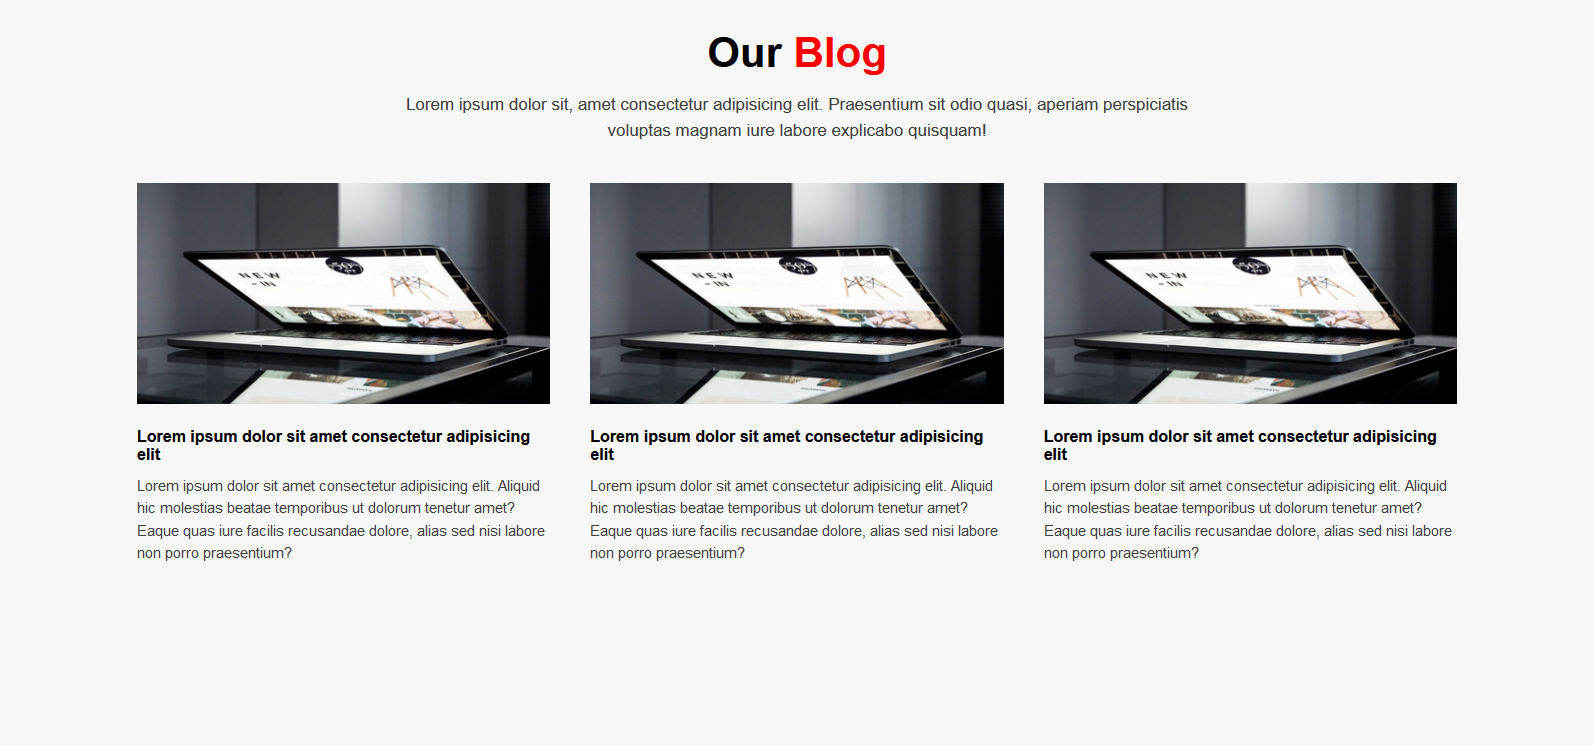 Our Blog
Lorem ipsum dolor sit, amet consectetur adipisicing elit. Praesentium sit odio quasi, aperiam perspiciatis
voluptas magnam iure labore explicabo quisquam!
NEW
- IN
50%
NEW
- IN
50%
NEW
- IN
50%
Lorem ipsum dolor sit amet consectetur adipisicing
elit
Lorem ipsum dolor sit amet consectetur adipisicing elit. Aliquid
hic molestias beatae temporibus ut dolorum tenetur amet?
Eaque quas iure facilis recusandae dolore, alias sed nisi labore
non porro praesentium?
Lorem ipsum dolor sit amet consectetur adipisicing
elit
Lorem ipsum dolor sit amet consectetur adipisicing elit. Aliquid
hic molestias beatae temporibus ut dolorum tenetur amet?
Eaque quas iure facilis recusandae dolore, alias sed nisi labore
non porro praesentium?
Lorem ipsum dolor sit amet consectetur adipisicing
elit
Lorem ipsum dolor sit amet consectetur adipisicing elit. Aliquid
hic molestias beatae temporibus ut dolorum tenetur amet?
Eaque quas iure facilis recusandae dolore, alias sed nisi labore
non porro praesentium?